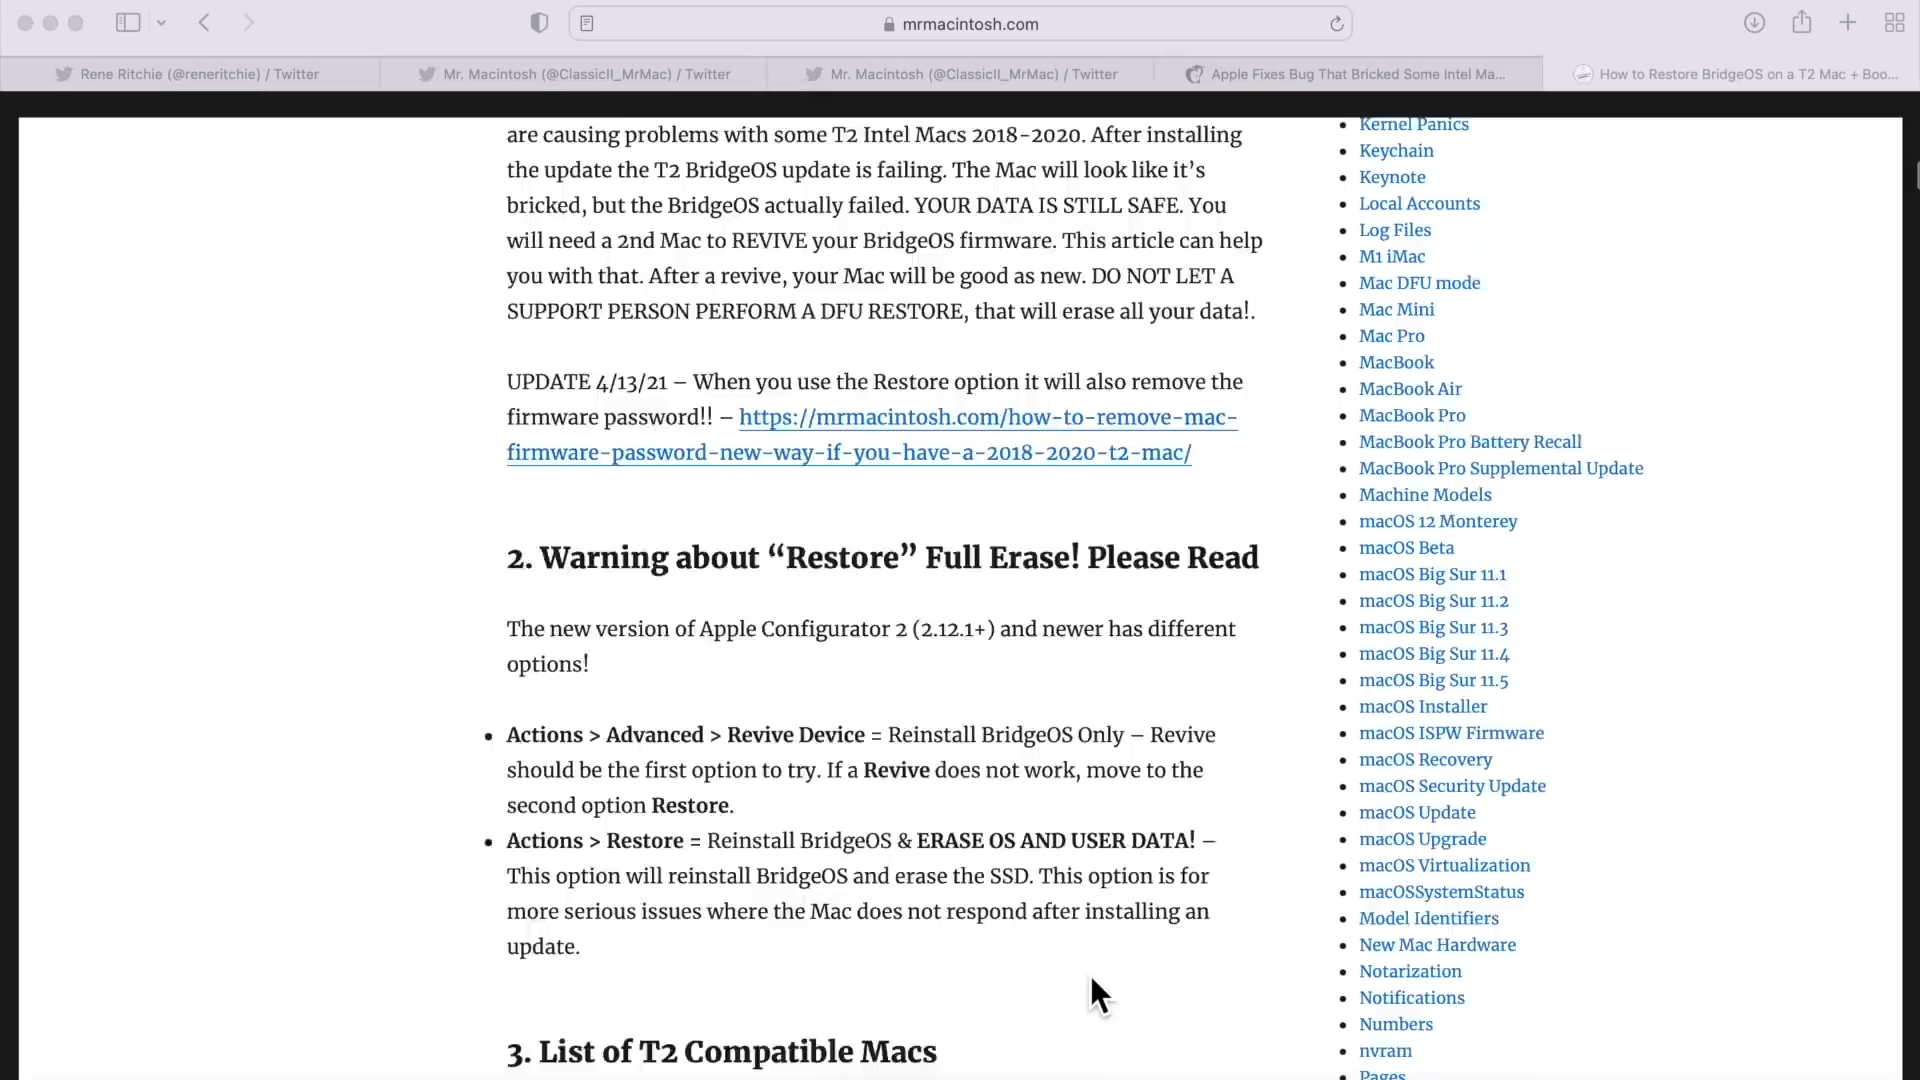 mrmacintosh.com
Rene Ritchie (@reneritchie) / Twitter
Mr. Macintosh (@ClassicII_MrMac) / Twitter
Mr. Macintosh (@ClassicII_MrMac) / Twitter
Apple Fixes Bug That Bricked Some Intel Ma...
How to Restore BridgeOS on a T2 Mac + Boo...
are causing problems with some T2 Intel Macs 2018-2020. After installing
the update the T2 BridgeOS update is failing. The Mac will look like it’s
bricked, but the BridgeOS actually failed. YOUR DATA IS STILL SAFE. You
will need a 2nd Mac to REVIVE your BridgeOS firmware. This article can help
you with that. After a revive, your Mac will be good as new. DO NOT LET A
SUPPORT PERSON PERFORM A DFU RESTORE, that will erase all your data!.
UPDATE 4/13/21 – When you use the Restore option it will also remove the
firmware password!! – https://mrmacintosh.com/how-to-remove-mac-
firmware-password-new-way-if-you-have-a-2018-2020-t2-mac/
2. Warning about “Restore” Full Erase! Please Read
The new version of Apple Configurator 2 (2.12.1+) and newer has different
options!
• Actions > Advanced > Revive Device = Reinstall BridgeOS Only – Revive
should be the first option to try. If a Revive does not work, move to the
second option Restore.
• Actions > Restore = Reinstall BridgeOS & ERASE OS AND USER DATA! –
This option will reinstall BridgeOS and erase the SSD. This option is for
more serious issues where the Mac does not respond after installing an
update.
3. List of T2 Compatible Macs
• Kernel Panics
• Keychain
• Keynote
• Local Accounts
• Log Files
• M1 iMac
• Mac DFU mode
• Mac Mini
• Mac Pro
• MacBook
• MacBook Air
• MacBook Pro
• MacBook Pro Battery Recall
• MacBook Pro Supplemental Update
• Machine Models
• macOS 12 Monterey
• macOS Beta
• macOS Big Sur 11.1
• macOS Big Sur 11.2
• macOS Big Sur 11.3
• macOS Big Sur 11.4
• macOS Big Sur 11.5
• macOS Installer
• macOS ISPW Firmware
• macOS Recovery
• macOS Security Update
• macOS Update
• macOS Upgrade
• macOS Virtualization
• macOSSystemStatus
• Model Identifiers
• New Mac Hardware
• Notarization
• Notifications
• Numbers
• nvram
• Pages